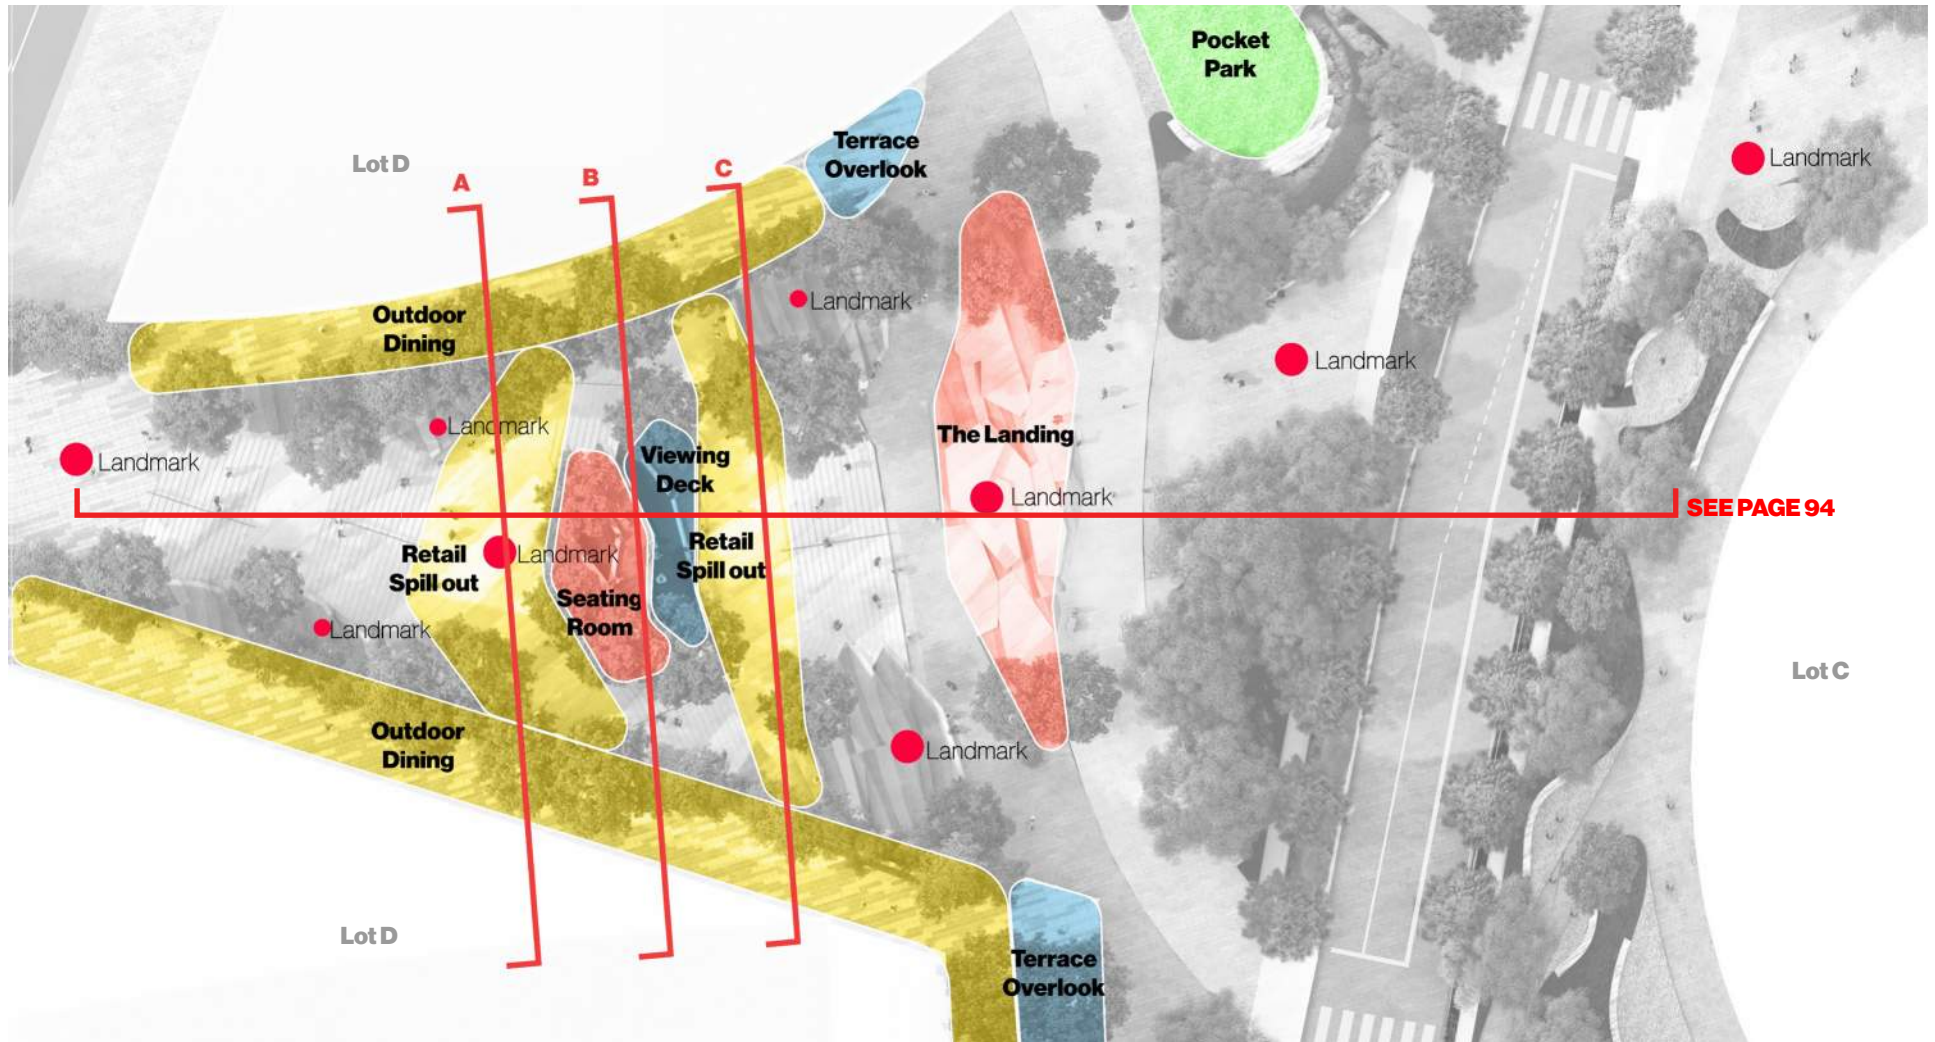 Pocket
Park
Terrace
Overlook
Landmark
Lot D
A
B
C
Landmark
Outdoor
Dining
Landmark
Landmark
The Landing
Viewing
Deck
Landmark
Landmark
SEE PAGE 94
Retail
Spill out
Landmark
Retail
Spill out
Seating
Room
Landmark
Lot C
Outdoor
Dining
Landmark
Lot D
Terrace
Overlook